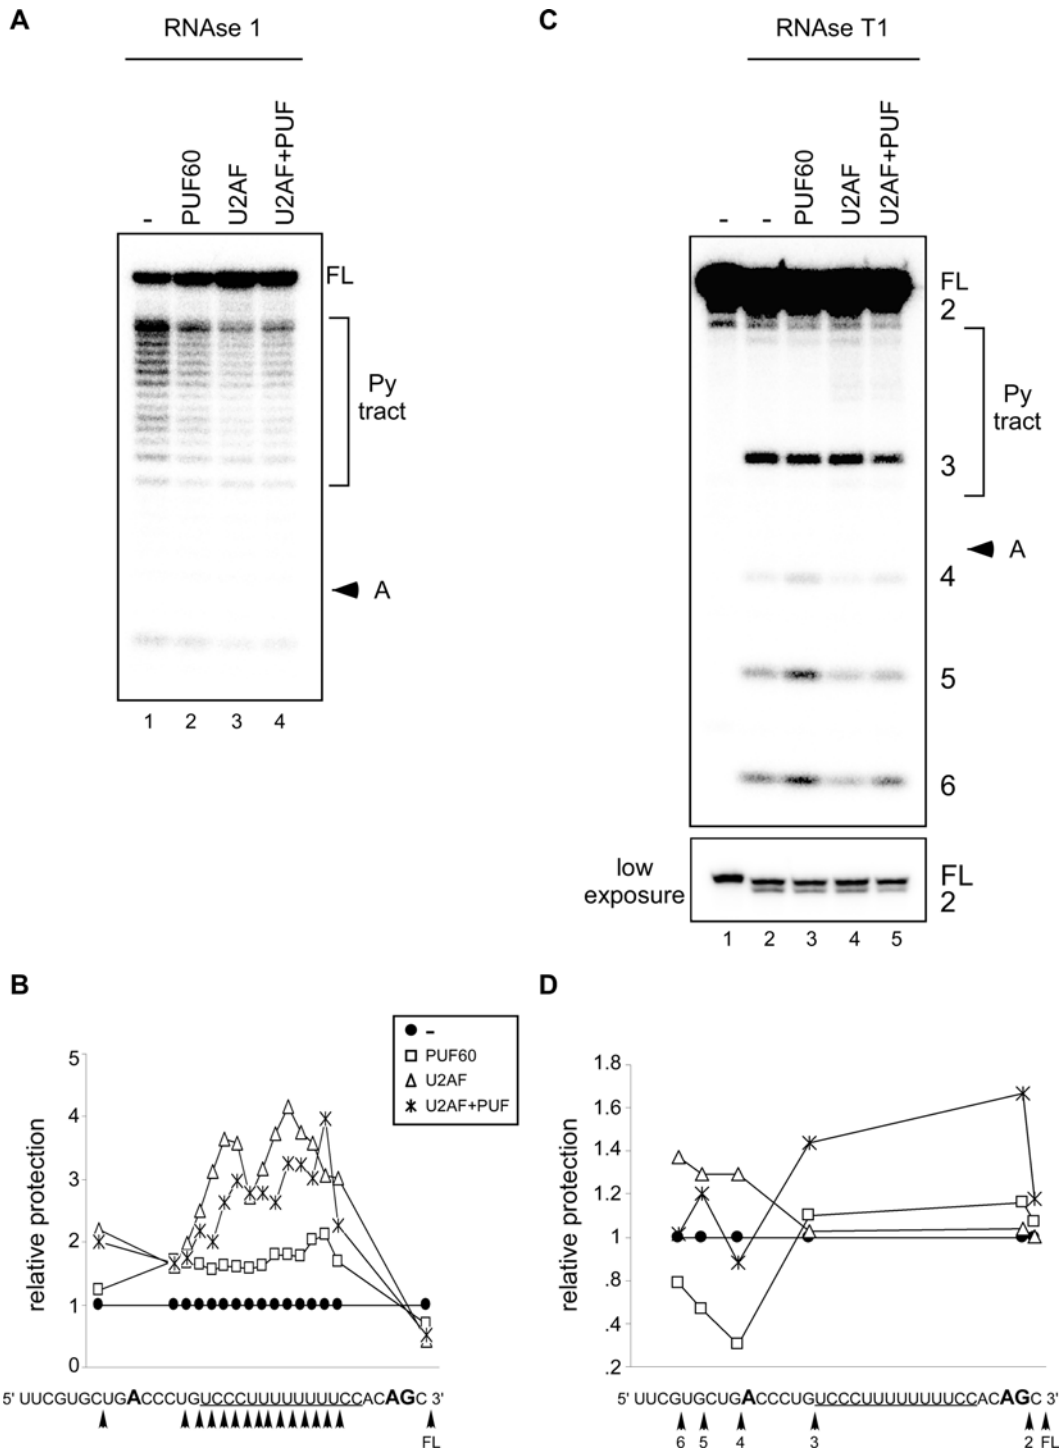 A
RNAse 1
-
PUF60
U2AF
U2AF+PUF
FL
Py
tract
A
1 2 3 4
C
RNAse T1
-
-
PUF60
U2AF
U2AF+PUF
FL
2
Py
tract
3
A
4
5
6
low
exposure
FL
2
1 2 3 4 5
B
relative protection
5
4
3
2
1
0
-
PUF60
U2AF
U2AF+PUF
5' UUCGUGCUGACCCUGUCCCUUUUUUUUCCACAGC 3'
FL
D
relative protection
1.8
1.6
1.4
1.2
1
.8
.4
.2
5' UUCGUGCUGACCCUGUCCCUUUUUUUUUCCACAGC 3'
6 5 4 3 2 FL